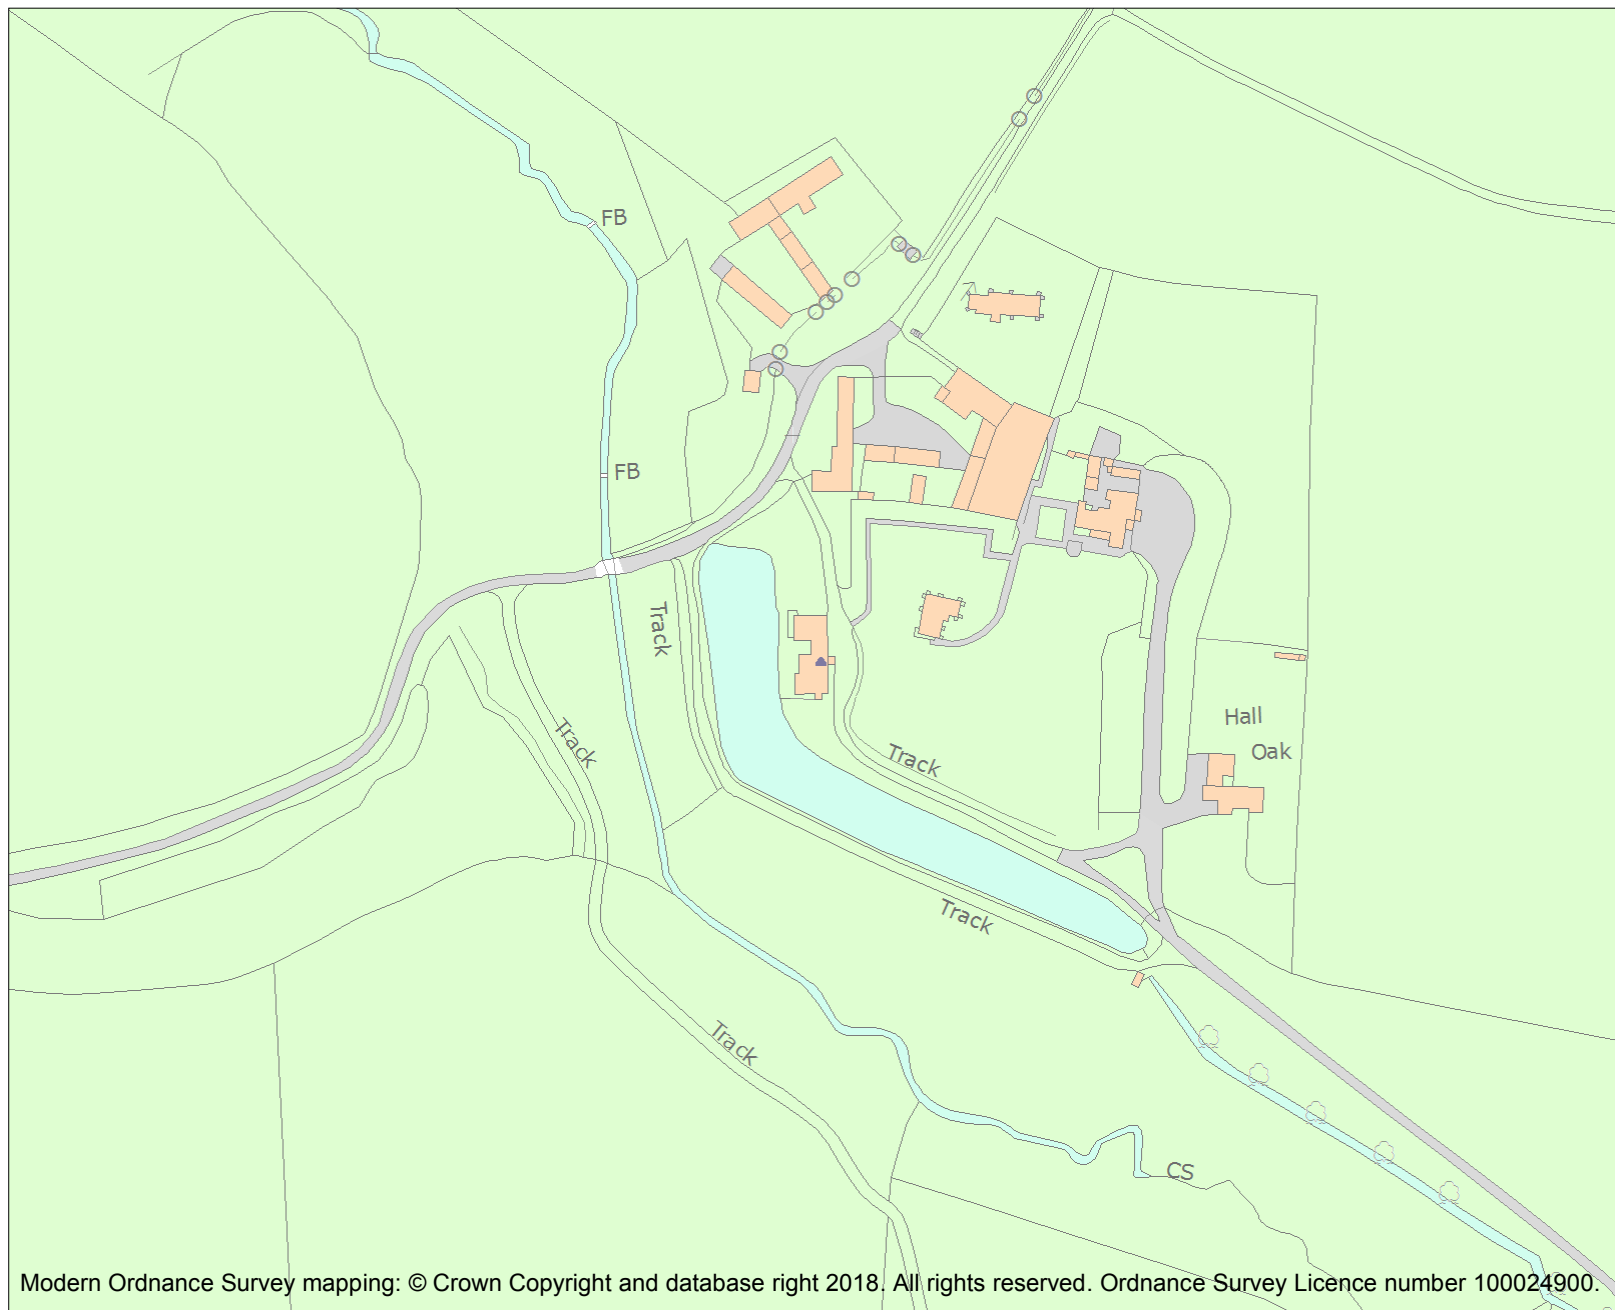 FB
FB
Track
Track
Hall
Oak
Track
Track
Track
CS
Modern Ordnance Survey mapping: © Crown Copyright and database right 2018. All rights reserved. Ordnance Survey Licence number 100024900.